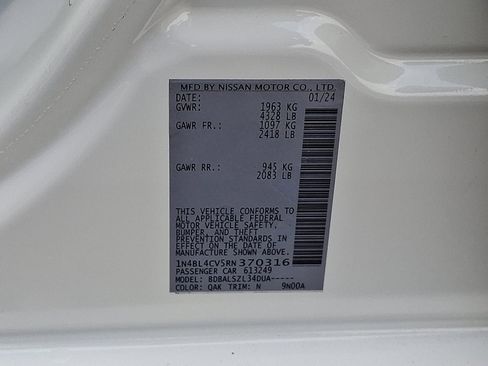 MFD BY NISSAN MOTOR CO., LTD.
DATE: 01/24
GVWR: 1963 KG
4328 LB
GAWR FR.: 1097 KG
2418 LB
GAWR RR.: 945 KG
2083 LB
THIS VEHICLE CONFORMS TO
ALL APPLICABLE FEDERAL
MOTOR VEHICLE SAFETY,
BUMPER, AND THEFT
PREVENTION STANDARDS IN
EFFECT ON THE DATE OF
MANUFACTURE SHOWN ABOVE.
1N4BL4CV5RN370316
PASSENGER CAR 613249
MODEL: BDBALSZL34DUA-----
COLOR: QAK TRIM: N 9N00A